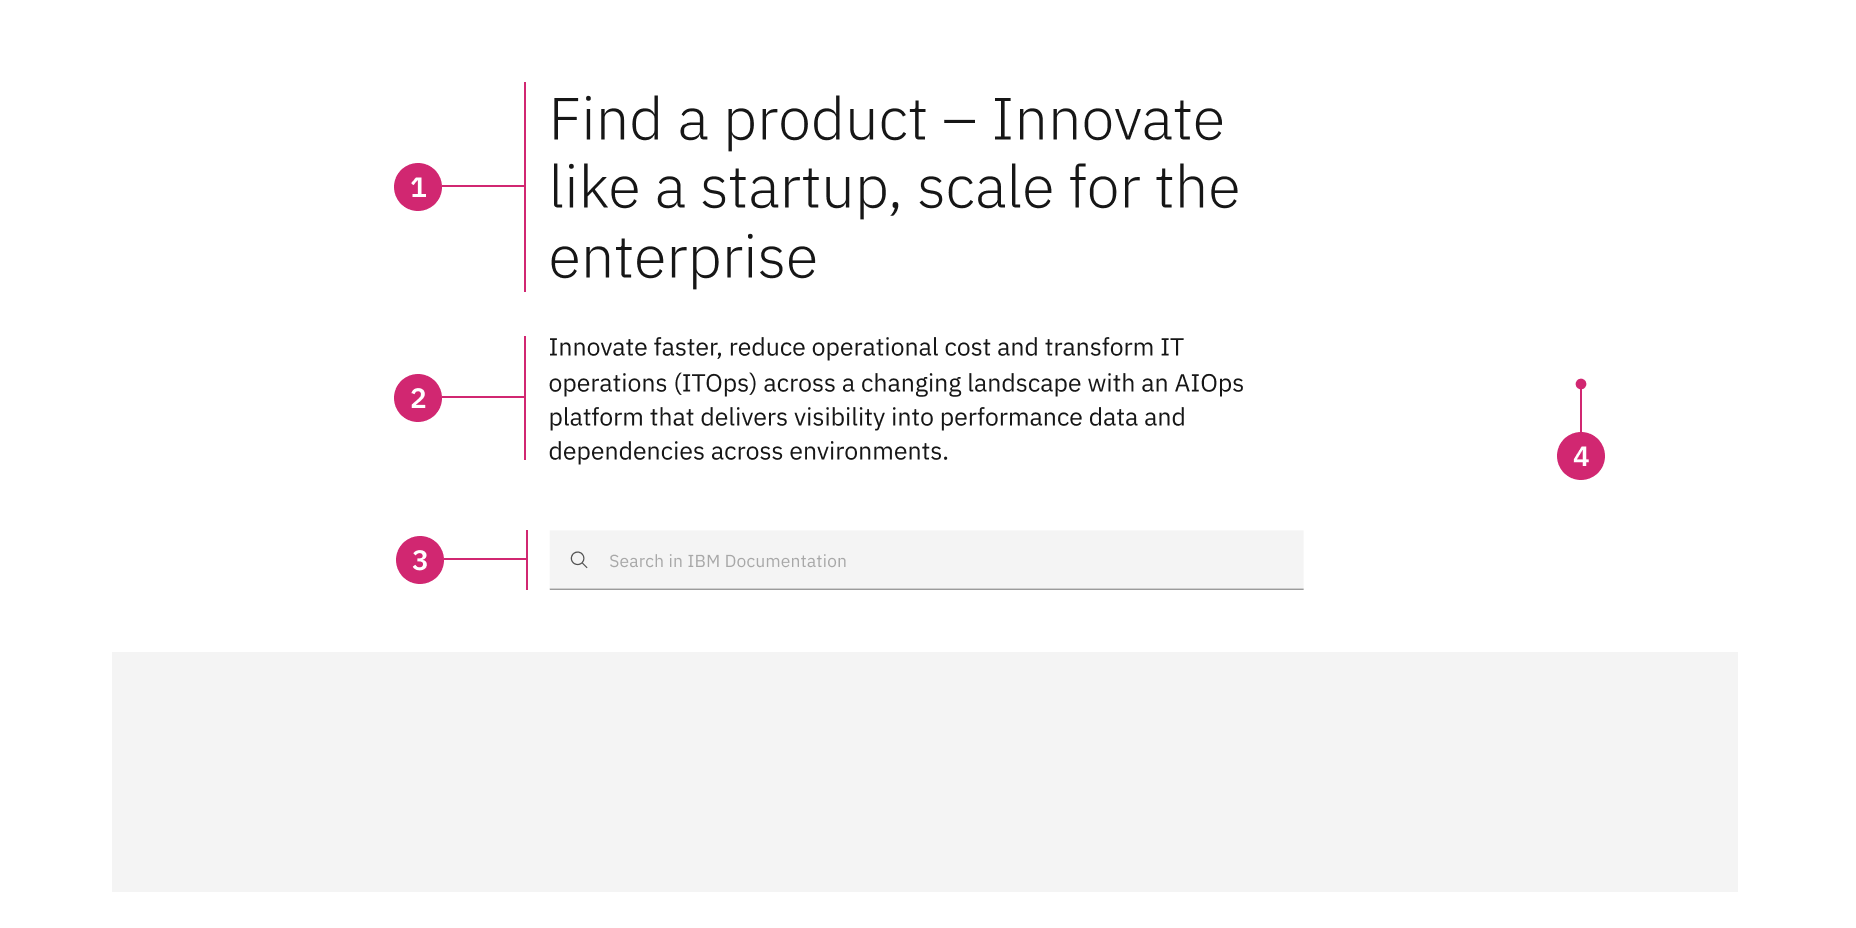 Find a product – Innovate
1
like a startup, scale for the
enterprise
Innovate faster, reduce operational cost and transform IT
2
operations (ITOps) across a changing landscape with an AIOps
platform that delivers visibility into performance data and
dependencies across environments.
4
3
Search in IBM Documentation